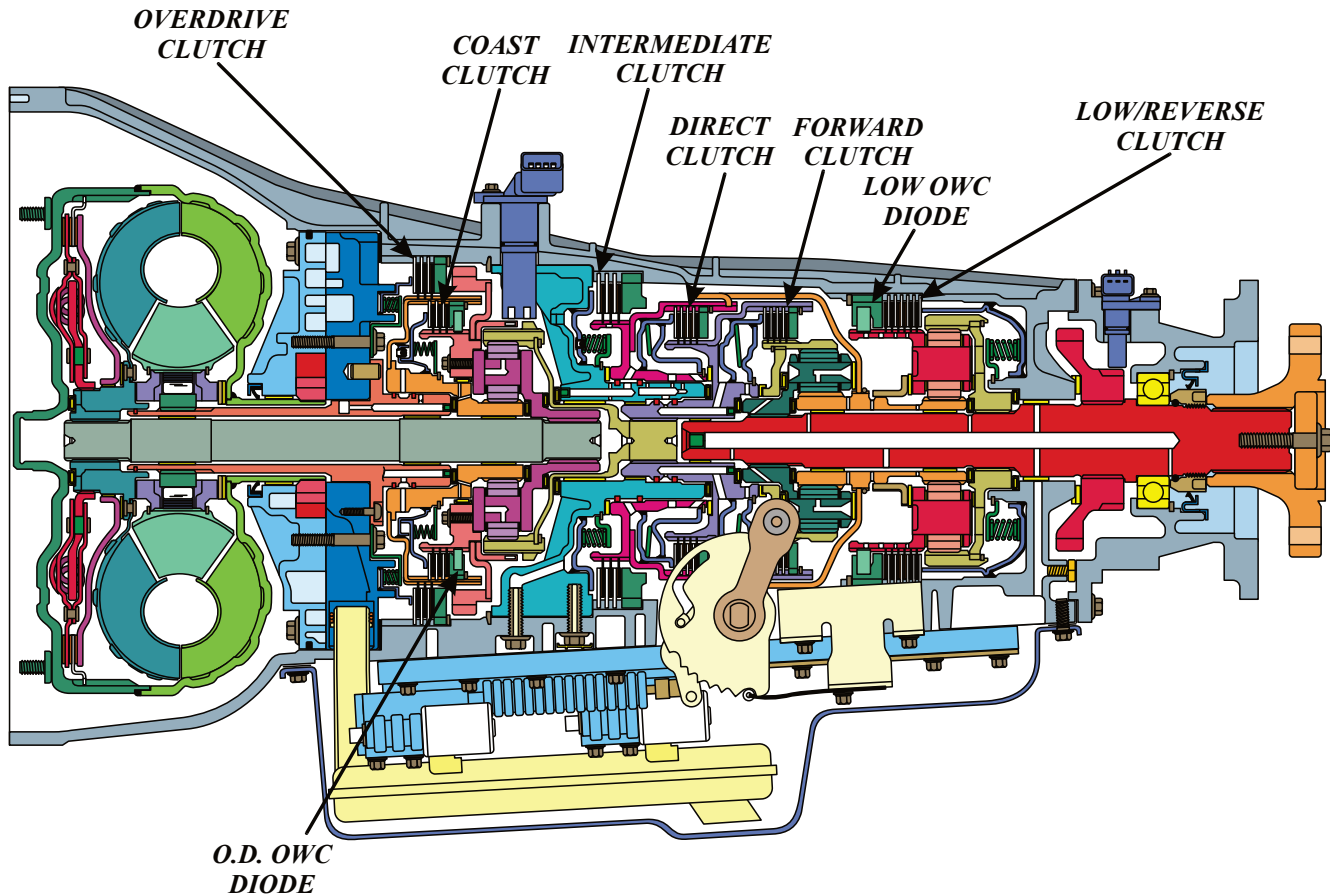 OVERDRIVE
CLUTCH
COAST
CLUTCH
INTERMEDIATE
CLUTCH
DIRECT
CLUTCH
FORWARD
CLUTCH
LOW OWC
DIODE
LOW/REVERSE
CLUTCH
O.D. OWC
DIODE